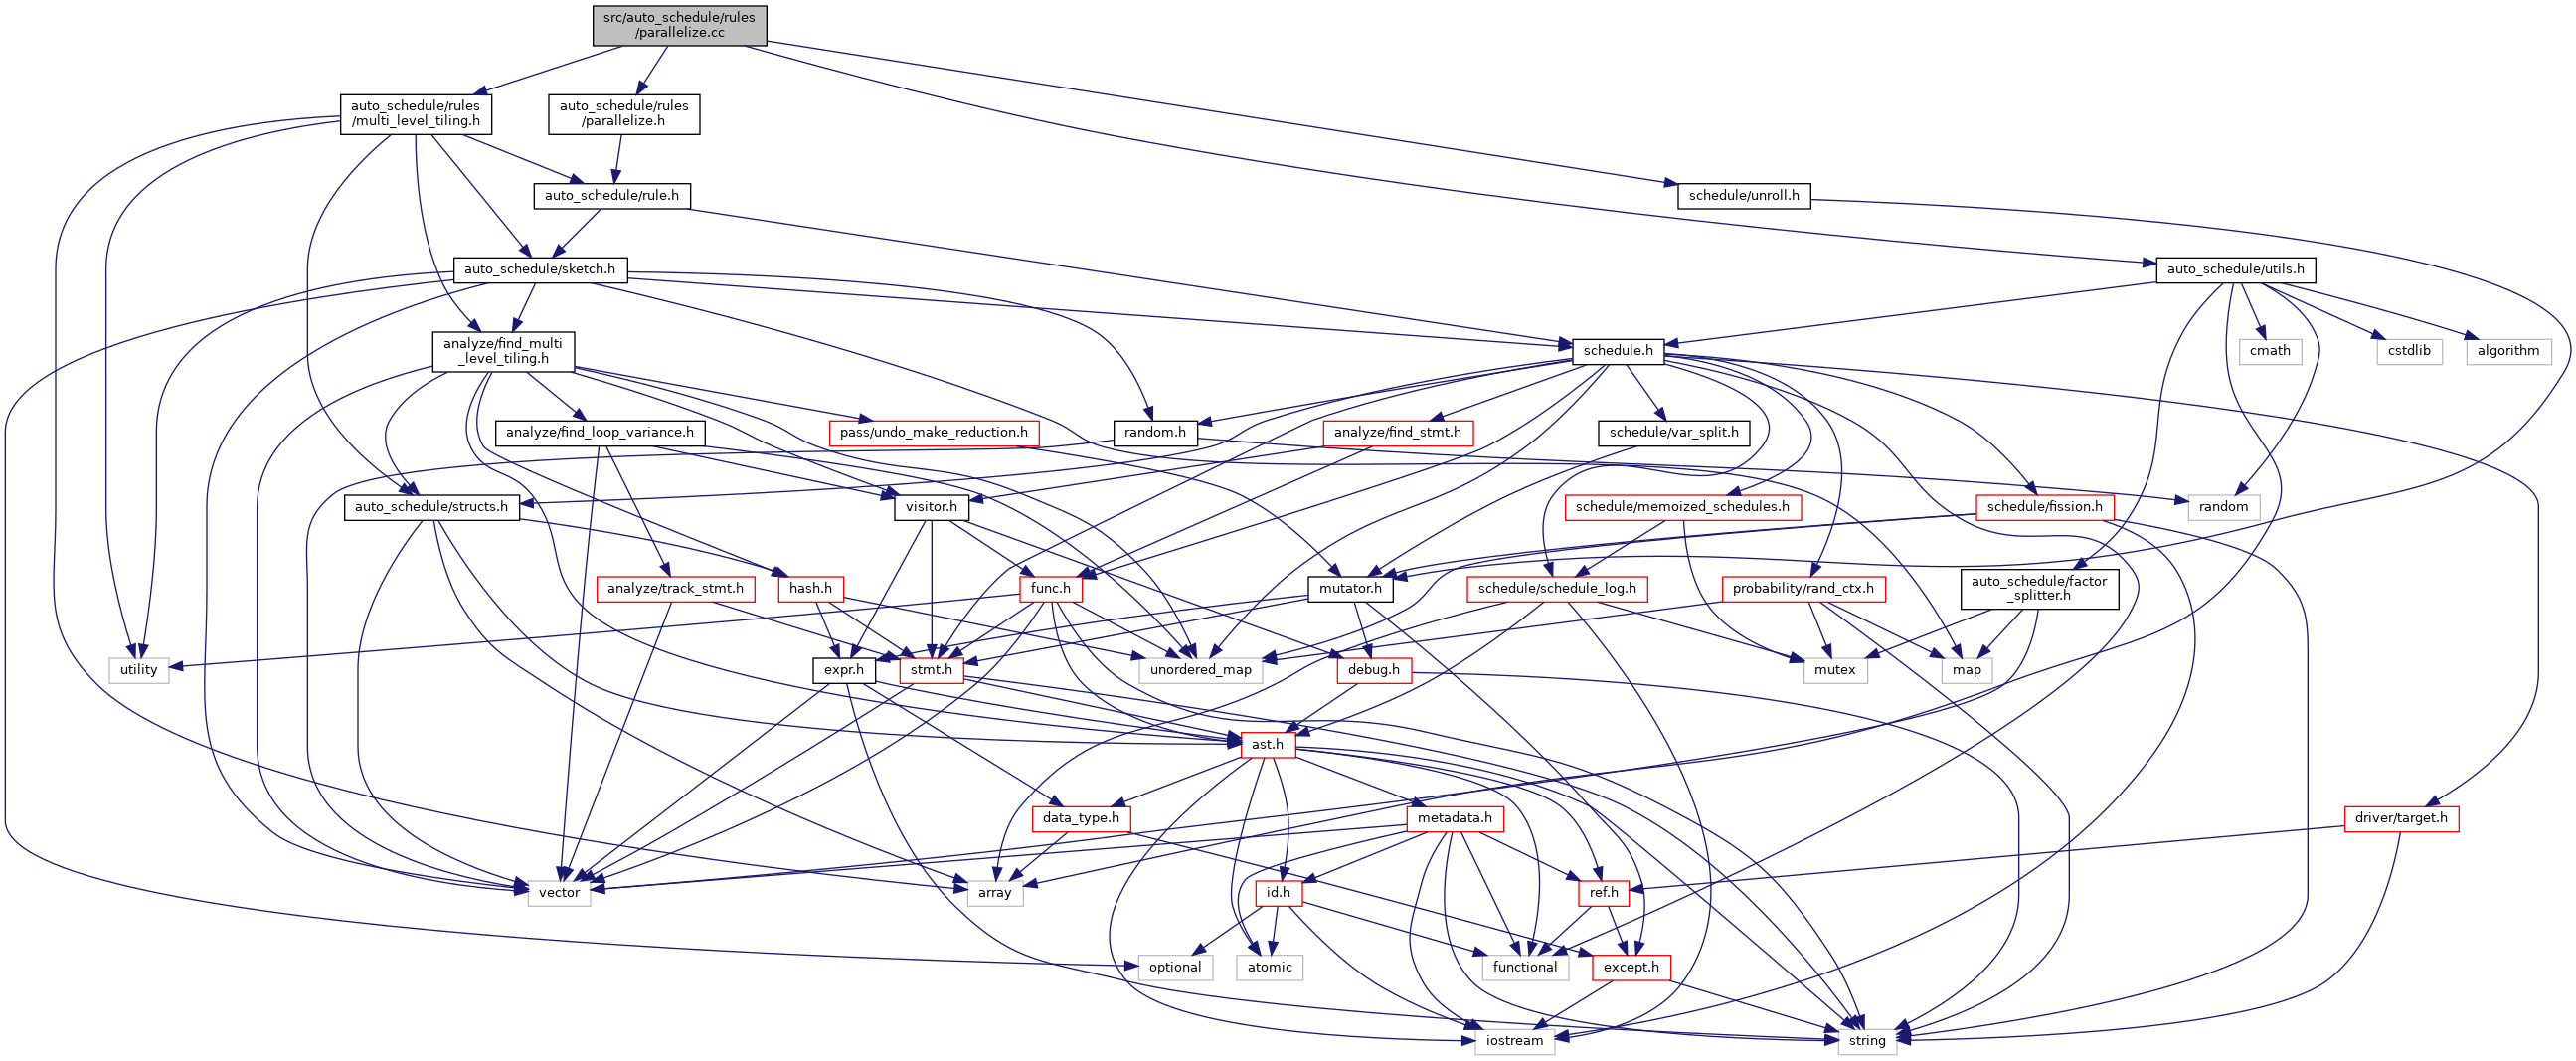 src/auto_schedule/rules
/parallelize.cc
auto_schedule/rules
/multi_level_tiling.h
auto_schedule/rules
/parallelize.h
auto_schedule/rule.h
schedule/unroll.h
auto_schedule/sketch.h
auto_schedule/utils.h
analyze/find_multi
_level_tiling.h
schedule.h
cmath
cstdlib
algorithm
analyze/find_loop_variance.h
pass/undo_make_reduction.h
random.h
analyze/find_stmt.h
schedule/var_split.h
auto_schedule/structs.h
visitor.h
schedule/memoized_schedules.h
schedule/fission.h
random
analyze/track_stmt.h
hash.h
func.h
mutator.h
schedule/schedule_log.h
probability/rand_ctx.h
auto_schedule/factor
_splitter.h
utility
expr.h
stmt.h
unordered_map
debug.h
mutex
map
ast.h
data_type.h
metadata.h
driver/target.h
vector
array
id.h
ref.h
optional
atomic
functional
except.h
iostream
string